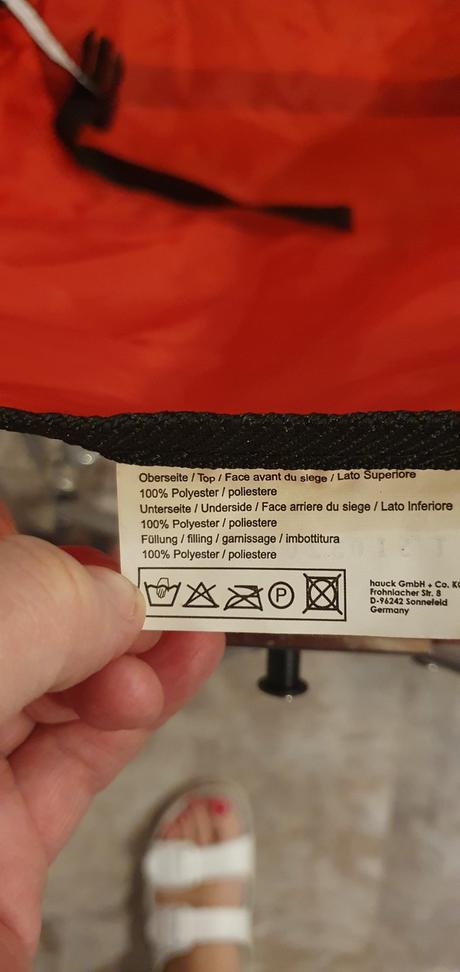 Oberseite / Top / Face avant du siege / Lato Superiore
100% Polyester / poliestere
Unterseite / Underside / Face arriere du siege / Lato Inferiore
100% Polyester / poliestere
Füllung / filling / garnissage / imbottitura
100% Polyester / poliestere
P
hauck GmbH + Co. KG
Frohnlacher Str. 8
D-96242 Sonnefeld
Germany